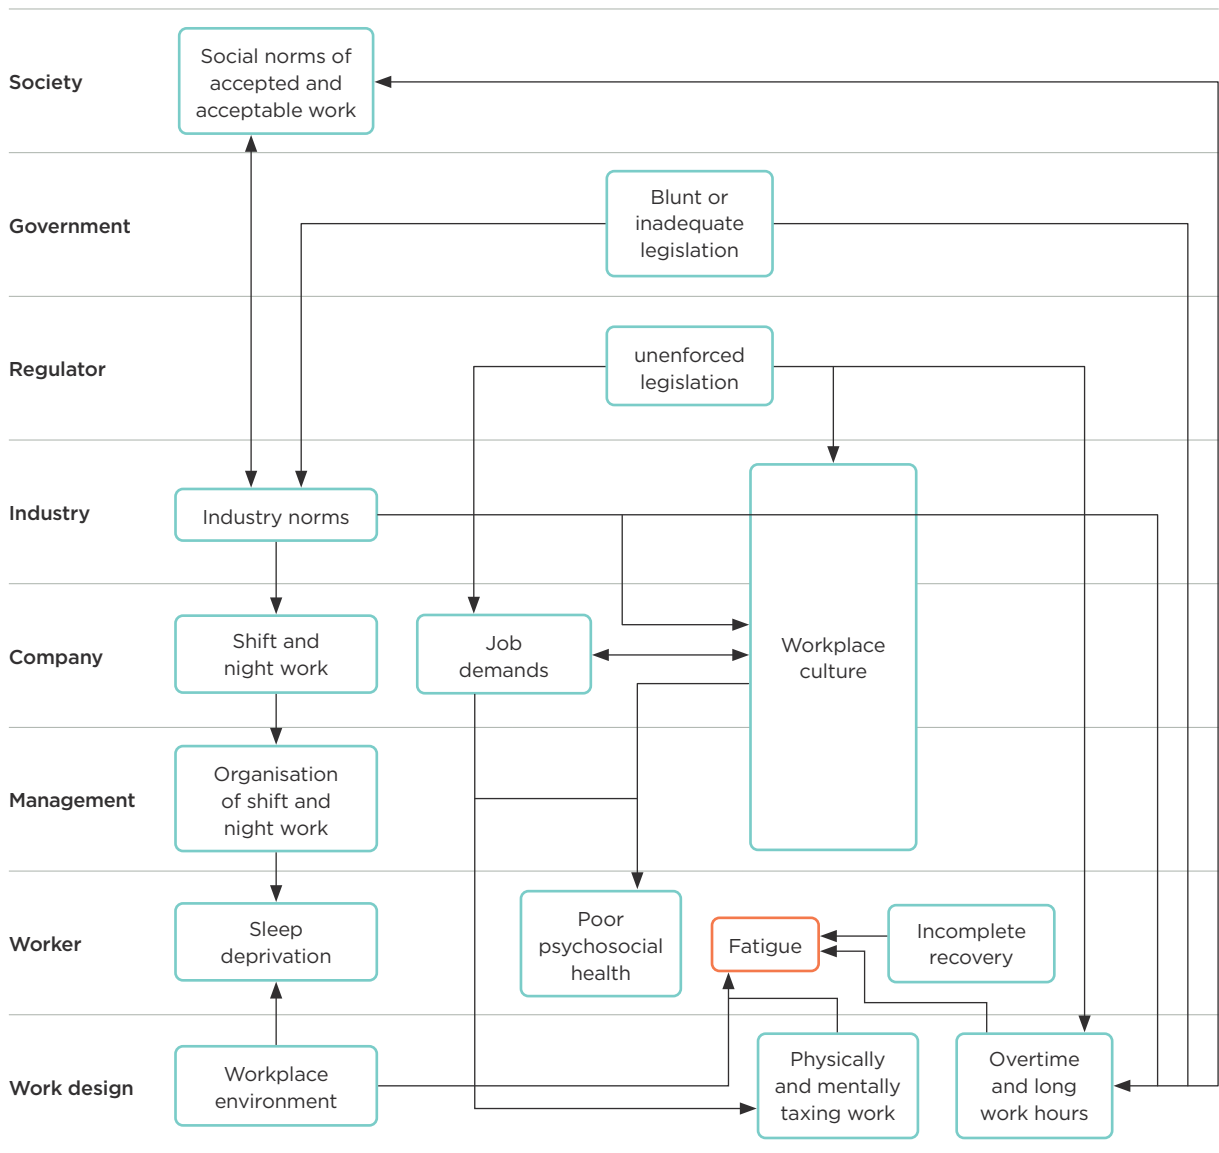 Society
Social norms of
accepted and
acceptable work
Government
Blunt or
inadequate
legislation
Regulator
unenforced
legislation
Industry
Industry norms
Company
Shift and
night work
Job
demands
Workplace
culture
Management
Organisation
of shift and
night work
Worker
Sleep
deprivation
Poor
psychosocial
health
Fatigue
Incomplete
recovery
Work design
Workplace
environment
Physically
and mentally
taxing work
Overtime
and long
work hours